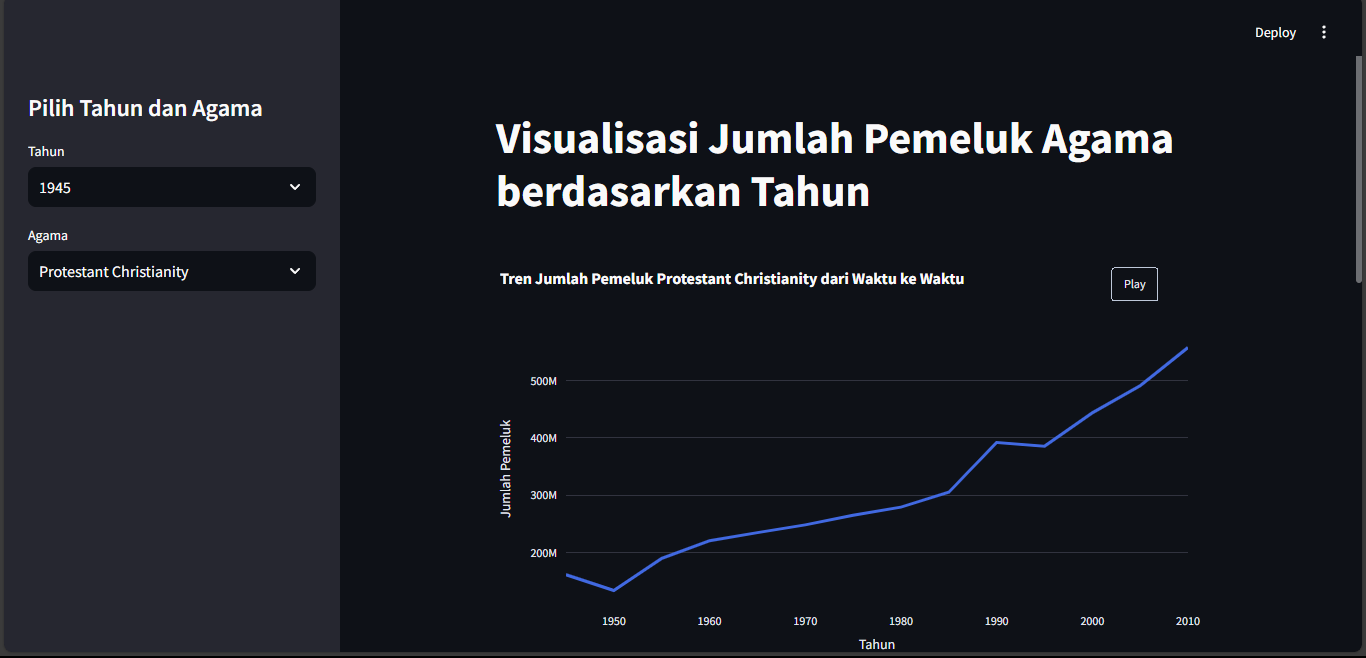 Deploy
Pilih Tahun dan Agama
Tahun
1945
Agama
Protestant Christianity
Visualisasi Jumlah Pemeluk Agama
berdasarkan Tahun
Tren Jumlah Pemeluk Protestant Christianity dari Waktu ke Waktu
Play
500M
400M
300M
200M
Jumlah Pemeluk
1950 1960 1970 1980 1990 2000 2010
Tahun